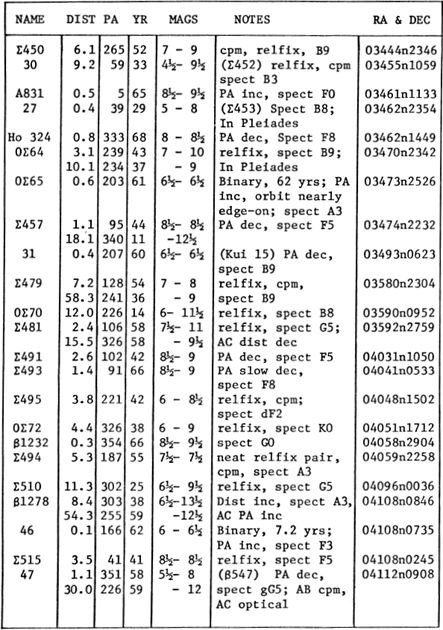 NAME DIST PA YR MAGS NOTES RA & DEC
Σ450 6.1 265 52 7 - 9 cpm, relfix, B9 03444n2346
30 9.2 59 33 4½- 9½ (Σ452) relfix, cpm 03455n1059
spect B3
A831 0.5 5 65 8½- 9½ PA inc, spect F0 03461n1133
27 0.4 39 29 5 - 8 (Σ453) Spect B8; 03462n2354
In Pleiades
Ho 324 0.8 333 68 8 - 8½ PA dec, Spect F8 03462n1449
OΣ64 3.1 239 43 7 - 10 relfix, spect B9; 03470n2342
10.1 234 37 - 9 In Pleiades
OΣ65 0.6 203 61 6½- 6½ Binary, 62 yrs; PA 03473n2526
inc, orbit nearly
edge-on; spect A3
Σ457 1.1 95 44 8½- 8½ PA dec, spect F5 03474n2232
18.1 340 11 -12½
31 0.4 207 60 6½- 6½ (Kui 15) PA dec, 03493n0623
spect B9
Σ479 7.2 128 54 7 - 8 relfix, cpm, 03580n2304
58.3 241 36 - 9 spect B9
OΣ70 12.0 226 14 6- 11½ relfix, spect B8 03590n0952
Σ481 2.4 106 58 7½- 11 relfix, spect G5; 03592n2759
15.5 326 58 - 9½ AC dist dec
Σ491 2.6 102 42 8½- 9 PA dec, spect F5 04031n1050
Σ493 1.4 91 66 8½- 9 PA slow dec, 04041n0533
spect F8
Σ495 3.8 221 42 6 - 8½ relfix, cpm; 04048n1502
spect dF2
OΣ72 4.4 326 38 6 - 9 relfix, spect K0 04051n1712
β1232 0.3 354 66 8½- 9½ spect G0 04058n2904
Σ494 5.3 187 55 7½- 7½ neat relfix pair, 04059n2258
cpm, spect A3
Σ510 11.3 302 25 6½- 9½ relfix, spect G5 04096n0036
β1278 8.4 303 38 6½-13½ Dist inc, spect A3, 04108n0846
54.3 255 59 -12½ AC PA inc
46 0.1 166 62 6 - 6½ Binary, 7.2 yrs; 04108n0735
PA inc, spect F3
Σ515 3.5 41 41 8½- 8½ relfix, spect F5 04108n0245
47 1.1 351 58 5½- 8 (β547) PA dec, 04112n0908
30.0 226 59 - 12 spect gG5; AB cpm,
AC optical